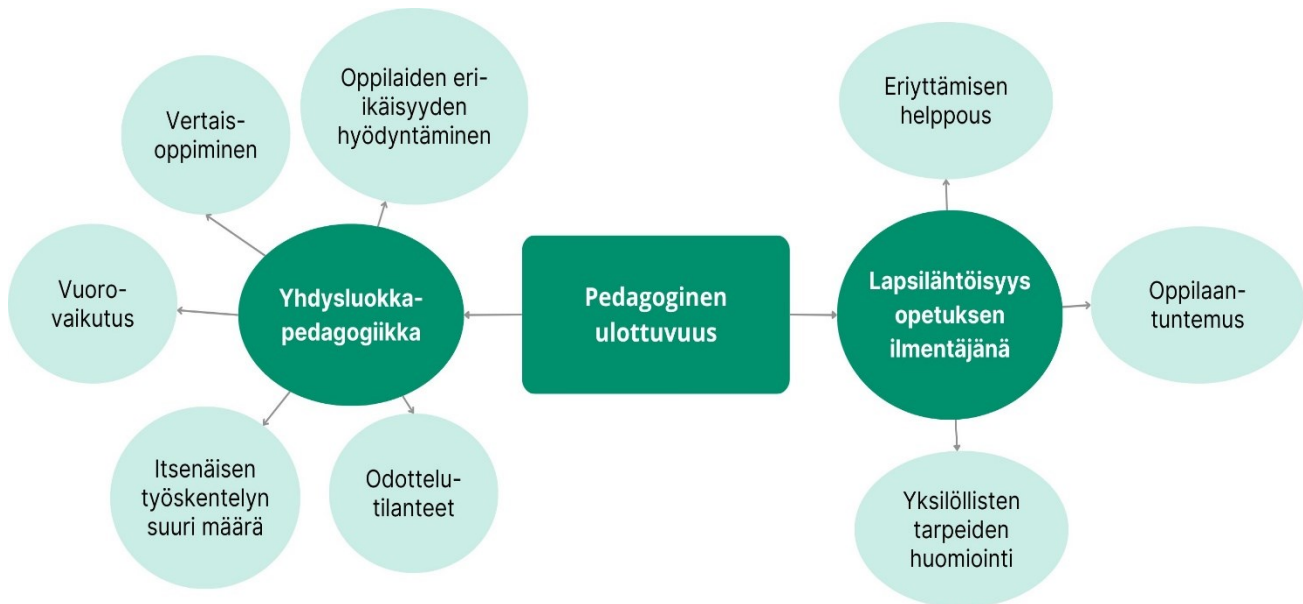 Oppilaiden eri-
ikäisyyden
hyödyntäminen
Vertais-
oppiminen
Vuoro-
vaikutus
Yhdysluokka-
pedagogiikka
Itsenäisen
työskentelyn
suuri määrä
Odottelu-
tilanteet
Pedagoginen
ulottuvuus
Eriyttämisen
helppous
Lapsilähtöisyys
opetuksen
ilmentäjänä
Oppilaan-
tuntemus
Yksilöllisten
tarpeiden
huomiointi